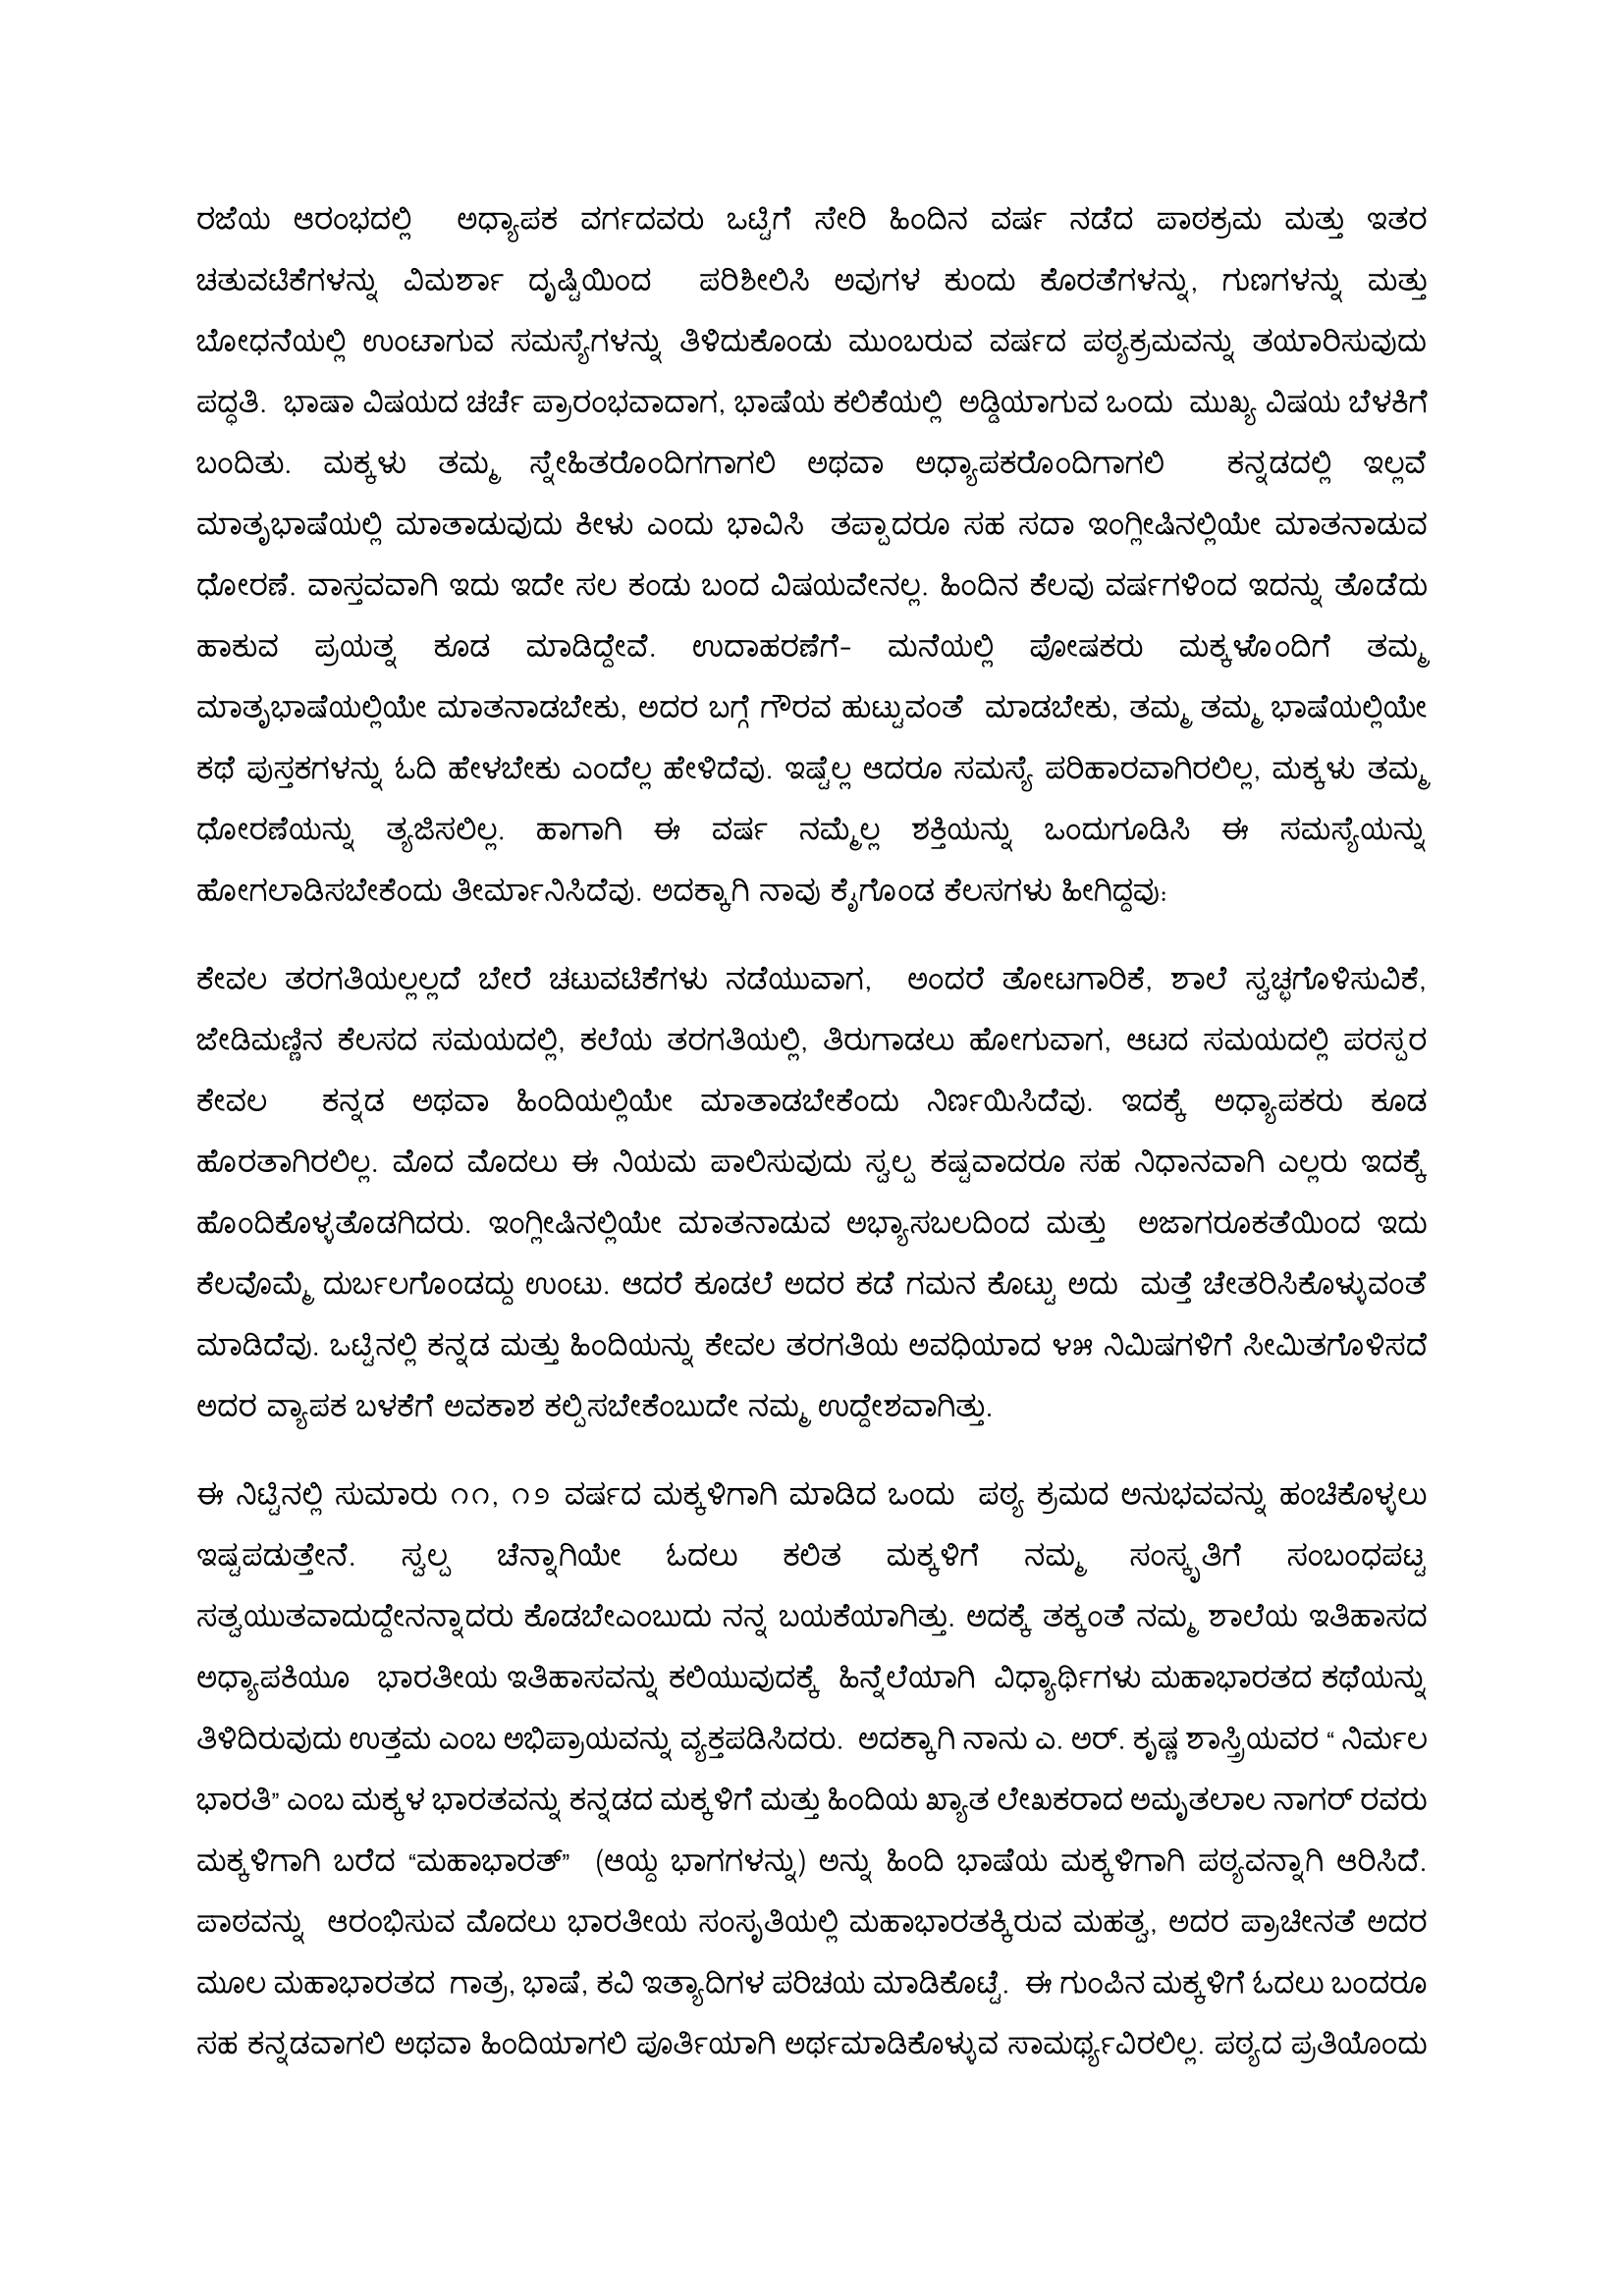 ರಜೆಯ ಆರಂಭದಲ್ಲಿ ಅಧ್ಯಾಪಕ ವರ್ಗದವರು ಒಟ್ಟಿಗೆ ಸೇರಿ ಹಿಂದಿನ ವರ್ಷ ನಡೆದ ಪಾಠಕ್ರಮ ಮತ್ತು ಇತರ
ಚತುವಟಿಕೆಗಳನ್ನು ವಿಮರ್ಶಾ ದೃಷ್ಟಿಯಿಂದ ಪರಿಶೀಲಿಸಿ ಅವುಗಳ ಕುಂದು ಕೊರತೆಗಳನ್ನು, ಗುಣಗಳನ್ನು ಮತ್ತು
ಬೋಧನೆಯಲ್ಲಿ ಉಂಟಾಗುವ ಸಮಸ್ಯೆಗಳನ್ನು ತಿಳಿದುಕೊಂಡು ಮುಂಬರುವ ವರ್ಷದ ಪಠ್ಯಕ್ರಮವನ್ನು ತಯಾರಿಸುವುದು
ಪದ್ಧತಿ. ಭಾಷಾ ವಿಷಯದ ಚರ್ಚೆ ಪ್ರಾರಂಭವಾದಾಗ, ಭಾಷೆಯ ಕಲಿಕೆಯಲ್ಲಿ ಅಡ್ಡಿಯಾಗುವ ಒಂದು ಮುಖ್ಯ ವಿಷಯ ಬೆಳಕಿಗೆ
ಬಂದಿತು. ಮಕ್ಕಳು ತಮ್ಮ ಸ್ನೇಹಿತರೊಂದಿಗಗಾಗಲಿ ಅಥವಾ ಅಧ್ಯಾಪಕರೊಂದಿಗಾಗಲಿ ಕನ್ನಡದಲ್ಲಿ ಇಲ್ಲವೆ
ಮಾತೃಭಾಷೆಯಲ್ಲಿ ಮಾತಾಡುವುದು ಕೀಳು ಎಂದು ಭಾವಿಸಿ ತಪ್ಪಾದರೂ ಸಹ ಸದಾ ಇಂಗ್ಲೀಷಿನಲ್ಲಿಯೇ ಮಾತನಾಡುವ
ಧೋರಣೆ. ವಾಸ್ತವವಾಗಿ ಇದು ಇದೇ ಸಲ ಕಂಡು ಬಂದ ವಿಷಯವೇನಲ್ಲ. ಹಿಂದಿನ ಕೆಲವು ವರ್ಷಗಳಿಂದ ಇದನ್ನು ತೊಡೆದು
ಹಾಕುವ ಪ್ರಯತ್ನ ಕೂಡ ಮಾಡಿದ್ದೇವೆ. ಉದಾಹರಣೆಗೆ- ಮನೆಯಲ್ಲಿ ಪೋಷಕರು ಮಕ್ಕಳೊಂದಿಗೆ ತಮ್ಮ
ಮಾತೃಭಾಷೆಯಲ್ಲಿಯೇ ಮಾತನಾಡಬೇಕು, ಅದರ ಬಗ್ಗೆ ಗೌರವ ಹುಟ್ಟುವಂತೆ ಮಾಡಬೇಕು, ತಮ್ಮ ತಮ್ಮ ಭಾಷೆಯಲ್ಲಿಯೇ
ಕಥೆ ಪುಸ್ತಕಗಳನ್ನು ಓದಿ ಹೇಳಬೇಕು ಎಂದೆಲ್ಲ ಹೇಳಿದೆವು. ಇಷ್ಟೆಲ್ಲ ಆದರೂ ಸಮಸ್ಯೆ ಪರಿಹಾರವಾಗಿರಲಿಲ್ಲ, ಮಕ್ಕಳು ತಮ್ಮ
ಧೋರಣೆಯನ್ನು ತ್ಯಜಿಸಲಿಲ್ಲ. ಹಾಗಾಗಿ ಈ ವರ್ಷ ನಮ್ಮೆಲ್ಲ ಶಕ್ತಿಯನ್ನು ಒಂದುಗೂಡಿಸಿ ಈ ಸಮಸ್ಯೆಯನ್ನು
ಹೋಗಲಾಡಿಸಬೇಕೆಂದು ತೀರ್ಮಾನಿಸಿದೆವು. ಅದಕ್ಕಾಗಿ ನಾವು ಕೈಗೊಂಡ ಕೆಲಸಗಳು ಹೀಗಿದ್ದವು:
ಕೇವಲ ತರಗತಿಯಲ್ಲಲ್ಲದೆ ಬೇರೆ ಚಟುವಟಿಕೆಗಳು ನಡೆಯುವಾಗ, ಅಂದರೆ ತೋಟಗಾರಿಕೆ, ಶಾಲೆ ಸ್ವಚ್ಛಗೊಳಿಸುವಿಕೆ,
ಜೇಡಿಮಣ್ಣಿನ ಕೆಲಸದ ಸಮಯದಲ್ಲಿ, ಕಲೆಯ ತರಗತಿಯಲ್ಲಿ, ತಿರುಗಾಡಲು ಹೋಗುವಾಗ, ಆಟದ ಸಮಯದಲ್ಲಿ ಪರಸ್ಪರ
ಕೇವಲ ಕನ್ನಡ ಅಥವಾ ಹಿಂದಿಯಲ್ಲಿಯೇ ಮಾತಾಡಬೇಕೆಂದು ನಿರ್ಣಯಿಸಿದೆವು. ಇದಕ್ಕೆ ಅಧ್ಯಾಪಕರು ಕೂಡ
ಹೊರತಾಗಿರಲಿಲ್ಲ. ಮೊದ ಮೊದಲು ಈ ನಿಯಮ ಪಾಲಿಸುವುದು ಸ್ವಲ್ಪ ಕಷ್ಟವಾದರೂ ಸಹ ನಿಧಾನವಾಗಿ ಎಲ್ಲರು ಇದಕ್ಕೆ
ಹೊಂದಿಕೊಳ್ಳತೊಡಗಿದರು. ಇಂಗ್ಲೀಷಿನಲ್ಲಿಯೇ ಮಾತನಾಡುವ ಅಭ್ಯಾಸಬಲದಿಂದ ಮತ್ತು ಅಜಾಗರೂಕತೆಯಿಂದ ಇದು
ಕೆಲವೊಮ್ಮೆ ದುರ್ಬಲಗೊಂಡದ್ದು ಉಂಟು. ಆದರೆ ಕೂಡಲೆ ಅದರ ಕಡೆ ಗಮನ ಕೊಟ್ಟು ಅದು ಮತ್ತೆ ಚೇತರಿಸಿಕೊಳ್ಳುವಂತೆ
ಮಾಡಿದೆವು. ಒಟ್ಟಿನಲ್ಲಿ ಕನ್ನಡ ಮತ್ತು ಹಿಂದಿಯನ್ನು ಕೇವಲ ತರಗತಿಯ ಅವಧಿಯಾದ ೪೫ ನಿಮಿಷಗಳಿಗೆ ಸೀಮಿತಗೊಳಿಸದೆ
ಅದರ ವ್ಯಾಪಕ ಬಳಕೆಗೆ ಅವಕಾಶ ಕಲ್ಪಿಸಬೇಕೆಂಬುದೇ ನಮ್ಮ ಉದ್ದೇಶವಾಗಿತ್ತು.
ಈ ನಿಟ್ಟಿನಲ್ಲಿ ಸುಮಾರು ೧೧, ೧೨ ವರ್ಷದ ಮಕ್ಕಳಿಗಾಗಿ ಮಾಡಿದ ಒಂದು ಪಠ್ಯ ಕ್ರಮದ ಅನುಭವವನ್ನು ಹಂಚಿಕೊಳ್ಳಲು
ಇಷ್ಟಪಡುತ್ತೇನೆ. ಸ್ವಲ್ಪ ಚೆನ್ನಾಗಿಯೇ ಓದಲು ಕಲಿತ ಮಕ್ಕಳಿಗೆ ನಮ್ಮ ಸಂಸ್ಕೃತಿಗೆ ಸಂಬಂಧಪಟ್ಟ
ಸತ್ವಯುತವಾದುದ್ದೇನನ್ನಾದರು ಕೊಡಬೇಎಂಬುದು ನನ್ನ ಬಯಕೆಯಾಗಿತ್ತು. ಅದಕ್ಕೆ ತಕ್ಕಂತೆ ನಮ್ಮ ಶಾಲೆಯ ಇತಿಹಾಸದ
ಅಧ್ಯಾಪಕಿಯೂ ಭಾರತೀಯ ಇತಿಹಾಸವನ್ನು ಕಲಿಯುವುದಕ್ಕೆ ಹಿನ್ನೆಲೆಯಾಗಿ ವಿಧ್ಯಾರ್ಥಿಗಳು ಮಹಾಭಾರತದ ಕಥೆಯನ್ನು
ತಿಳಿದಿರುವುದು ಉತ್ತಮ ಎಂಬ ಅಭಿಪ್ರಾಯವನ್ನು ವ್ಯಕ್ತಪಡಿಸಿದರು. ಅದಕ್ಕಾಗಿ ನಾನು ಎ. ಅರ್. ಕೃಷ್ಣ ಶಾಸ್ತ್ರಿಯವರ “ ನಿರ್ಮಲ
ಭಾರತಿ” ಎಂಬ ಮಕ್ಕಳ ಭಾರತವನ್ನು ಕನ್ನಡದ ಮಕ್ಕಳಿಗೆ ಮತ್ತು ಹಿಂದಿಯ ಖ್ಯಾತ ಲೇಖಕರಾದ ಅಮೃತಲಾಲ ನಾಗರ್ ರವರು
ಮಕ್ಕಳಿಗಾಗಿ ಬರೆದ “ಮಹಾಭಾರತ್” (ಆಯ್ದ ಭಾಗಗಳನ್ನು) ಅನ್ನು ಹಿಂದಿ ಭಾಷೆಯ ಮಕ್ಕಳಿಗಾಗಿ ಪಠ್ಯವನ್ನಾಗಿ ಆರಿಸಿದೆ.
ಪಾಠವನ್ನು ಆರಂಭಿಸುವ ಮೊದಲು ಭಾರತೀಯ ಸಂಸೃತಿಯಲ್ಲಿ ಮಹಾಭಾರತಕ್ಕಿರುವ ಮಹತ್ವ, ಅದರ ಪ್ರಾಚೀನತೆ ಅದರ
ಮೂಲ ಮಹಾಭಾರತದ ಗಾತ್ರ, ಭಾಷೆ, ಕವಿ ಇತ್ಯಾದಿಗಳ ಪರಿಚಯ ಮಾಡಿಕೊಟ್ಟೆ. ಈ ಗುಂಪಿನ ಮಕ್ಕಳಿಗೆ ಓದಲು ಬಂದರೂ
ಸಹ ಕನ್ನಡವಾಗಲಿ ಅಥವಾ ಹಿಂದಿಯಾಗಲಿ ಪೂರ್ತಿಯಾಗಿ ಅರ್ಥಮಾಡಿಕೊಳ್ಳುವ ಸಾಮರ್ಥ್ಯವಿರಲಿಲ್ಲ. ಪಠ್ಯದ ಪ್ರತಿಯೊಂದು